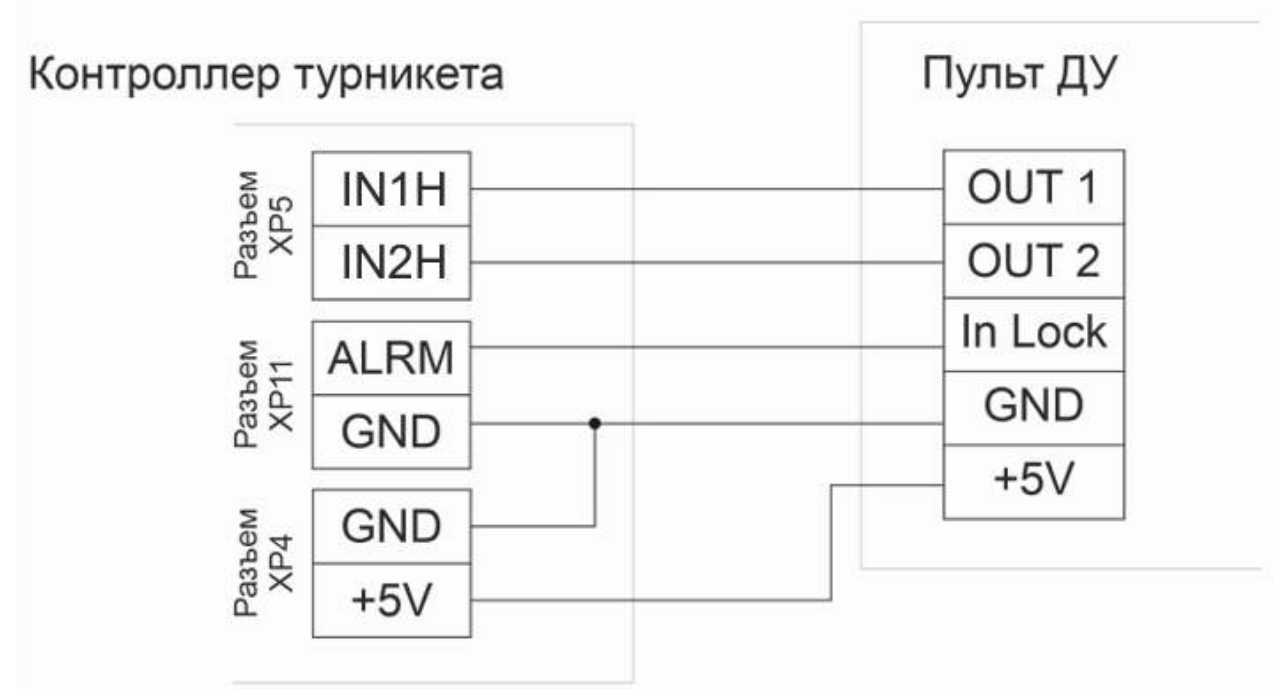 Контроллер турникета
Пульт ДУ
Разъем
XP5
IN1H
IN2H
Разъем
XP11
ALRM
GND
Разъем
XP4
GND
+5V
OUT 1
OUT 2
In Lock
GND
+5V